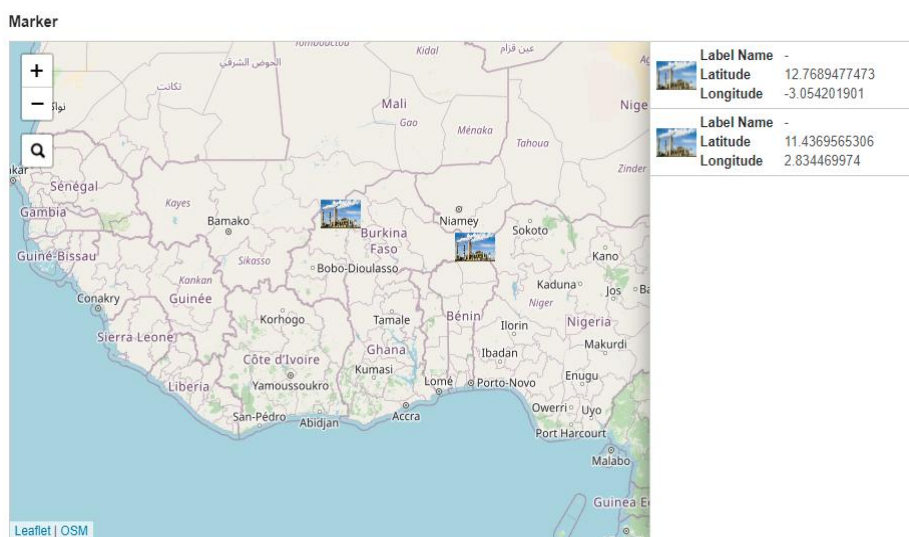 Marker
+
−
Tombouctou
Kidal
عين قزام
الحوض الشرقي
تكانت
Mali
Gao
Ménaka
Tahoua
Nige
Zinder
Sénégal
Kayes
Gambia
Bamako
Niamey
Sokoto
Burkina
Faso
Kano
Guiné-Bissau
Sikasso
Bobo-Dioulasso
Kankan
Guinée
Conakry
Kaduna
Jos
Ba
Niger
Bénin
Korhogo
Tamale
Ilorin
Nigeria
Sierra Leone
Ghana
Ibadan
Makurdi
Côte d'Ivoire
Kumasi
Liberia
Yamoussoukro
Lomé
Porto-Novo
Enugu
San-Pédro
Abidjan
Accra
Owerri
Uyo
Port Harcourt
Malabo
Guinea E
Leaflet | OSM
Label Name -
Latitude 12.7689477473
Longitude -3.054201901
Label Name -
Latitude 11.4369565306
Longitude 2.834469974